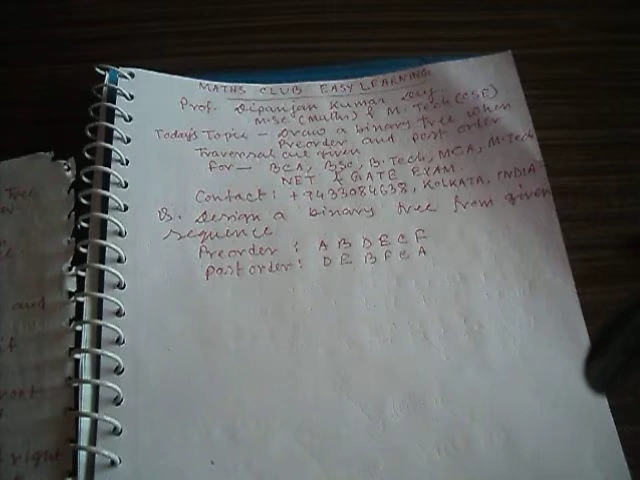 MATHS CLUB EASY LEARNING
Prof. Dipanjan Kumar Dey
M.Sc (Maths) & M.Tech (CSE)
Today's Topic - Draw a binary tree when
Preorder and post order
Traversal are given
For - BCA, BSc, B.Tech, MCA, M.Tech
NET & GATE EXAM.
Contact: +7433084638, KOLKATA, INDIA
Q. Design a binary tree from given
sequence
Preorder : A B D E C F
Post order : D E B F C A